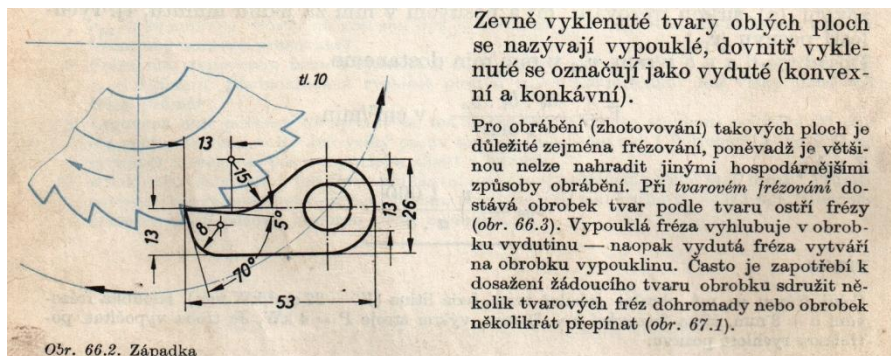 tl. 10
13
15
5°
13
8
70°
13
26
53
Obr. 66.2. Západka
Zevně vyklenuté tvary oblých ploch
se nazývají vypouklé, dovnitř vykle-
nuté se označují jako vyduté (konvex-
ní a konkávní).
Pro obrábění (zhotovování) takových ploch je
důležité zejména frézování, poněvadž je větši-
nou nelze nahradit jinými hospodárnějšími
způsoby obrábění. Při tvarovém frézování do-
stává obrobek tvar podle tvaru ostří frézy
(obr. 66.3). Vypouklá fréza vyhlubuje v obrob-
ku vydutinu — naopak vydutá fréza vytváří
na obrobku vypouklinu. Často je zapotřebí k
dosažení žádoucího tvaru obrobku sdružit ně-
kolik tvarových fréz dohromady nebo obrobek
několikrát přepínat (obr. 67.1).